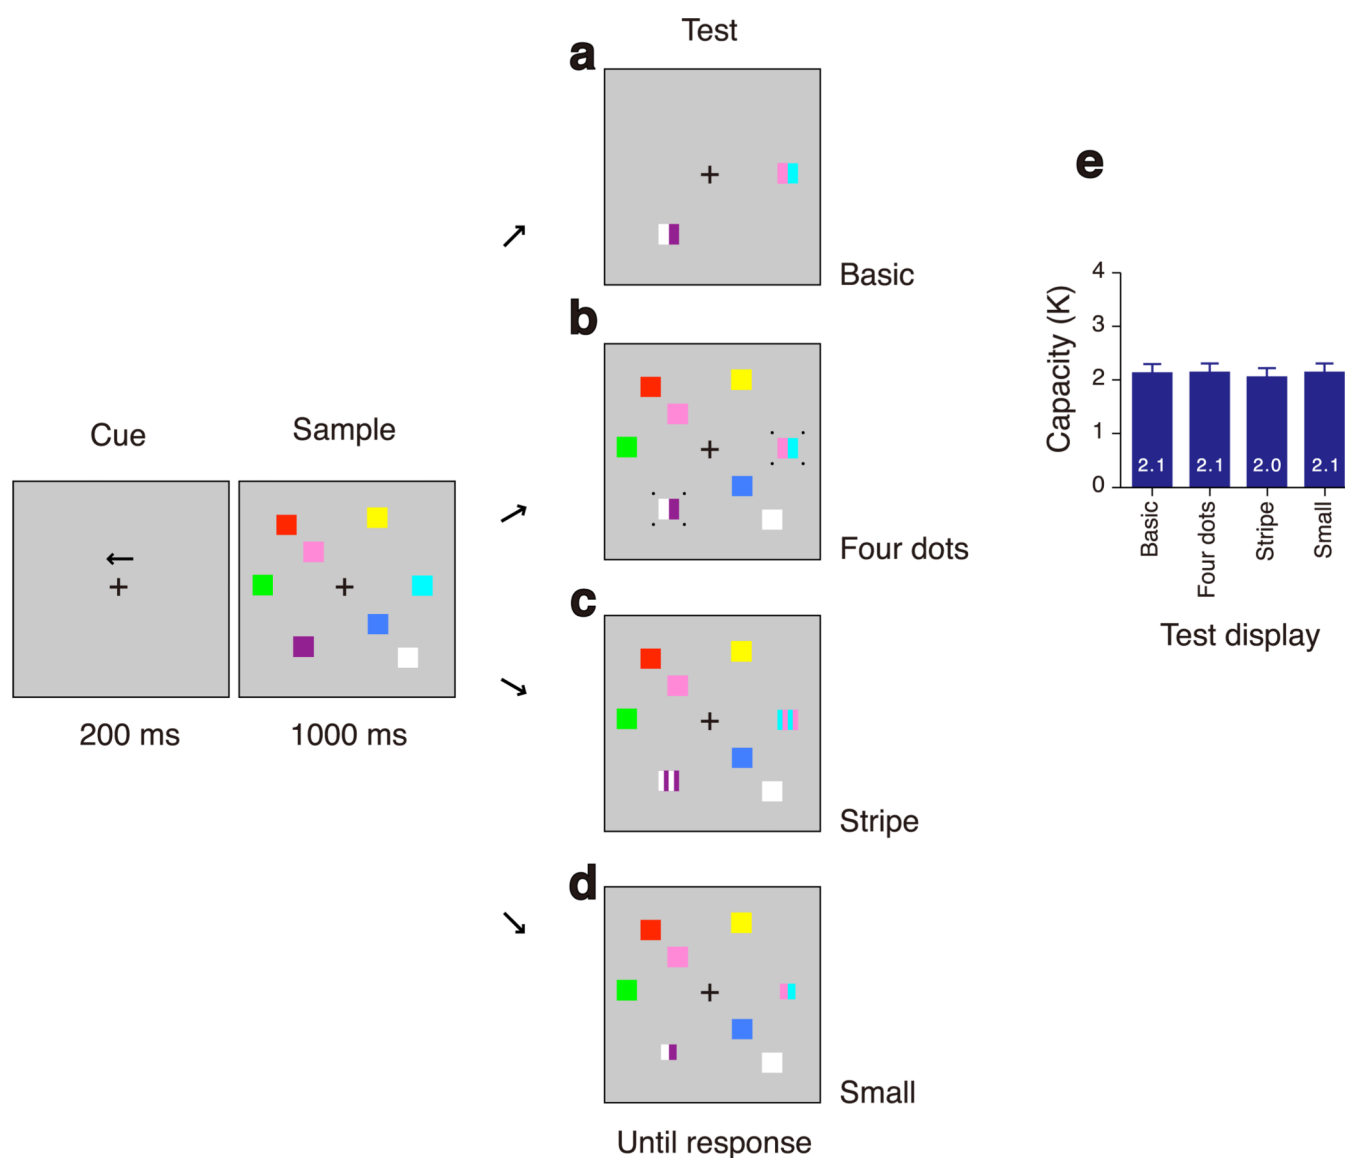 Test
a
Basic
b
Four dots
Cue
Sample
200 ms
1000 ms
c
Stripe
d
Small
Until response
e
Capacity (K)
4
3
2
1
0
2.1
2.1
2.0
2.1
Basic
Four dots
Stripe
Small
Test display